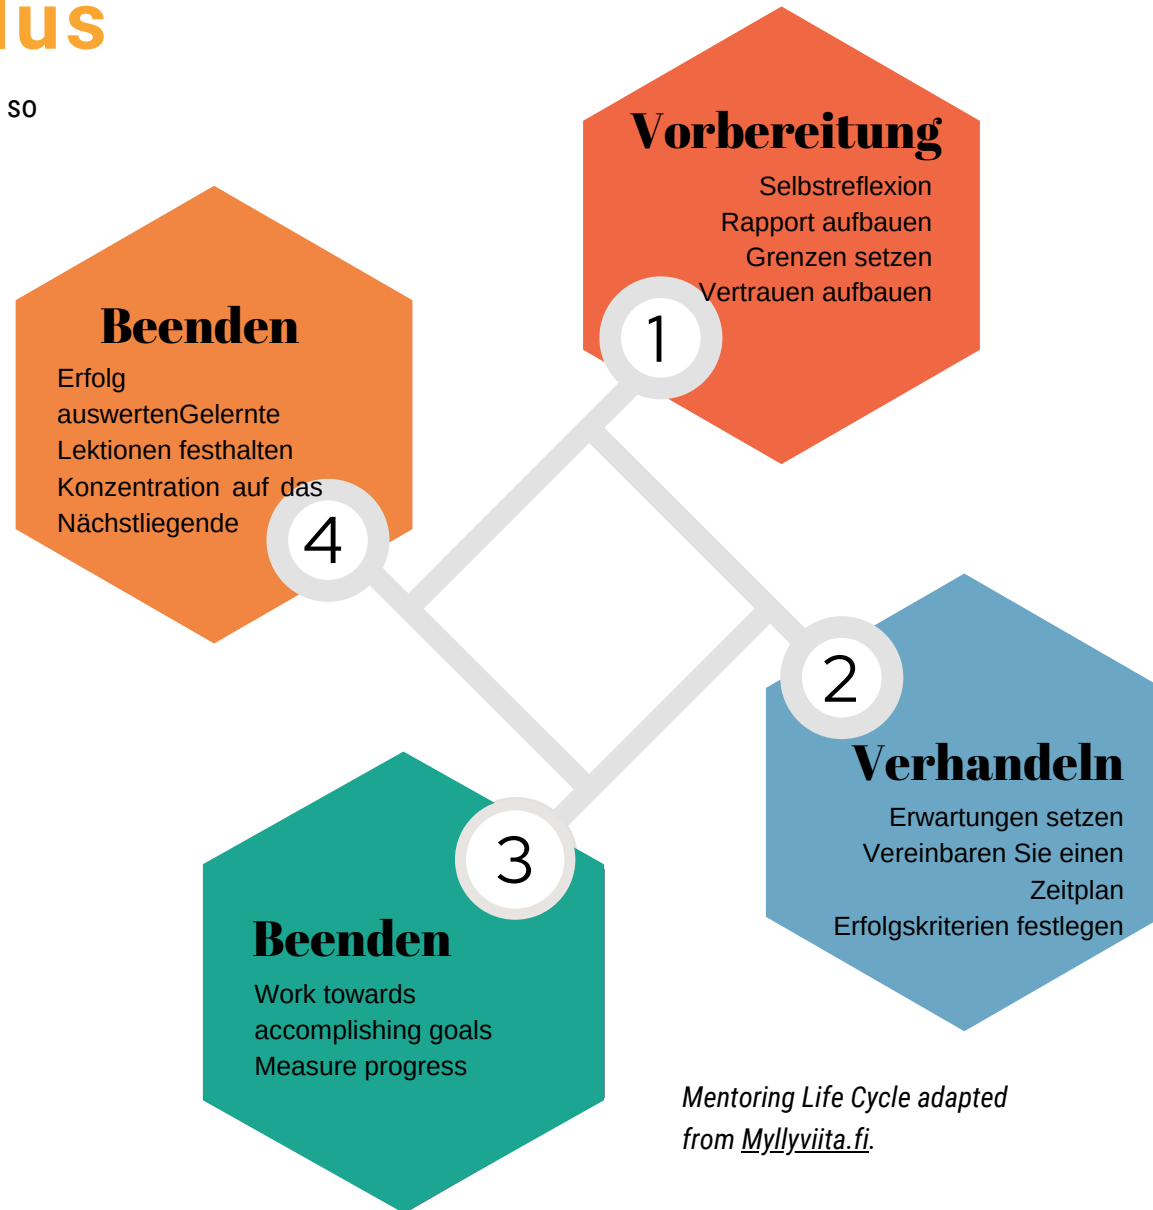 lus
so
Vorbereitung
Selbstreflexion
Rapport aufbauen
Grenzen setzen
Vertrauen aufbauen
1
Beenden
Erfolg
auswertenGelernte
Lektionen festhalten
Konzentration auf das
Nächstliegende
4
2
Verhandeln
Erwartungen setzen
Vereinbaren Sie einen
Zeitplan
Erfolgskriterien festlegen
3
Beenden
Work towards
accomplishing goals
Measure progress
Mentoring Life Cycle adapted
from Myllyviita.fi.